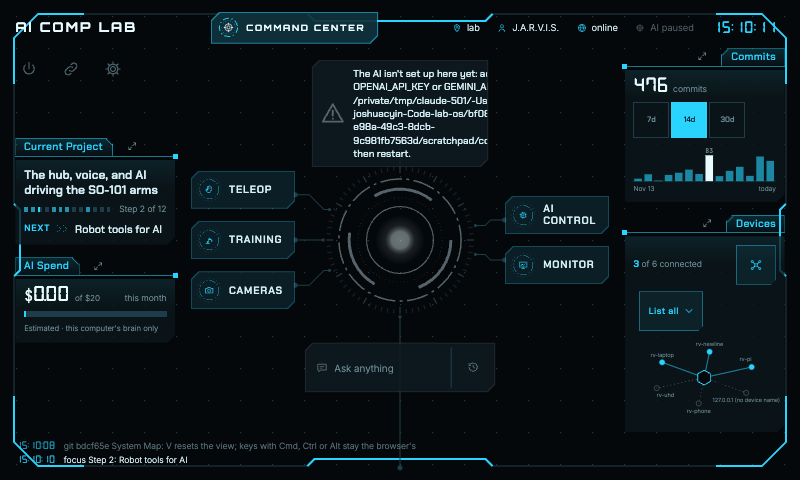 AI COMP LAB
COMMAND CENTER
lab
J.A.R.V.I.S.
online
AI paused
15:10:11
Commits
476 commits
7d
14d
30d
83
Nov 13
today
The AI isn't set up here yet: a
OPENAI_API_KEY or GEMINI_A
/private/tmp/claude-501/-Us
joshuacyin-Code-lab-os/bf08
e98a-49c3-8dcb-
9c981fb7563d/scratchpad/co
then restart.
Current Project
The hub, voice, and AI
driving the SO-101 arms
Step 2 of 12
NEXT
Robot tools for AI
AI Spend
$0.00 of $20
this month
Estimated · this computer's brain only
TELEOP
TRAINING
CAMERAS
AI
CONTROL
MONITOR
Devices
3 of 6 connected
List all
rv-newline
rv-laptop
rv-pi
rv-uhd
127.0.0.1 (no device name)
rv-phone
Ask anything
15:10:08 git bdcf65e System Map: V resets the view; keys with Cmd, Ctrl or Alt stay the browser's
15:10:10 focus Step 2: Robot tools for AI